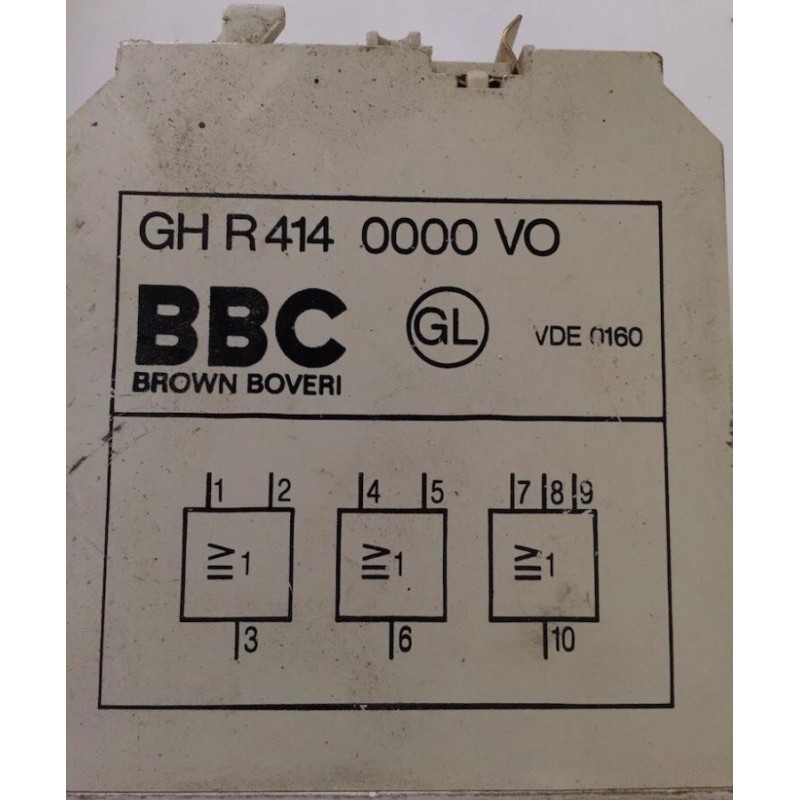 GH R414 0000 VO
BBC GL VDE 0160
BROWN BOVERI
1 2 4 5 7 8 9
≧1 ≧1 ≧1
3 6 10